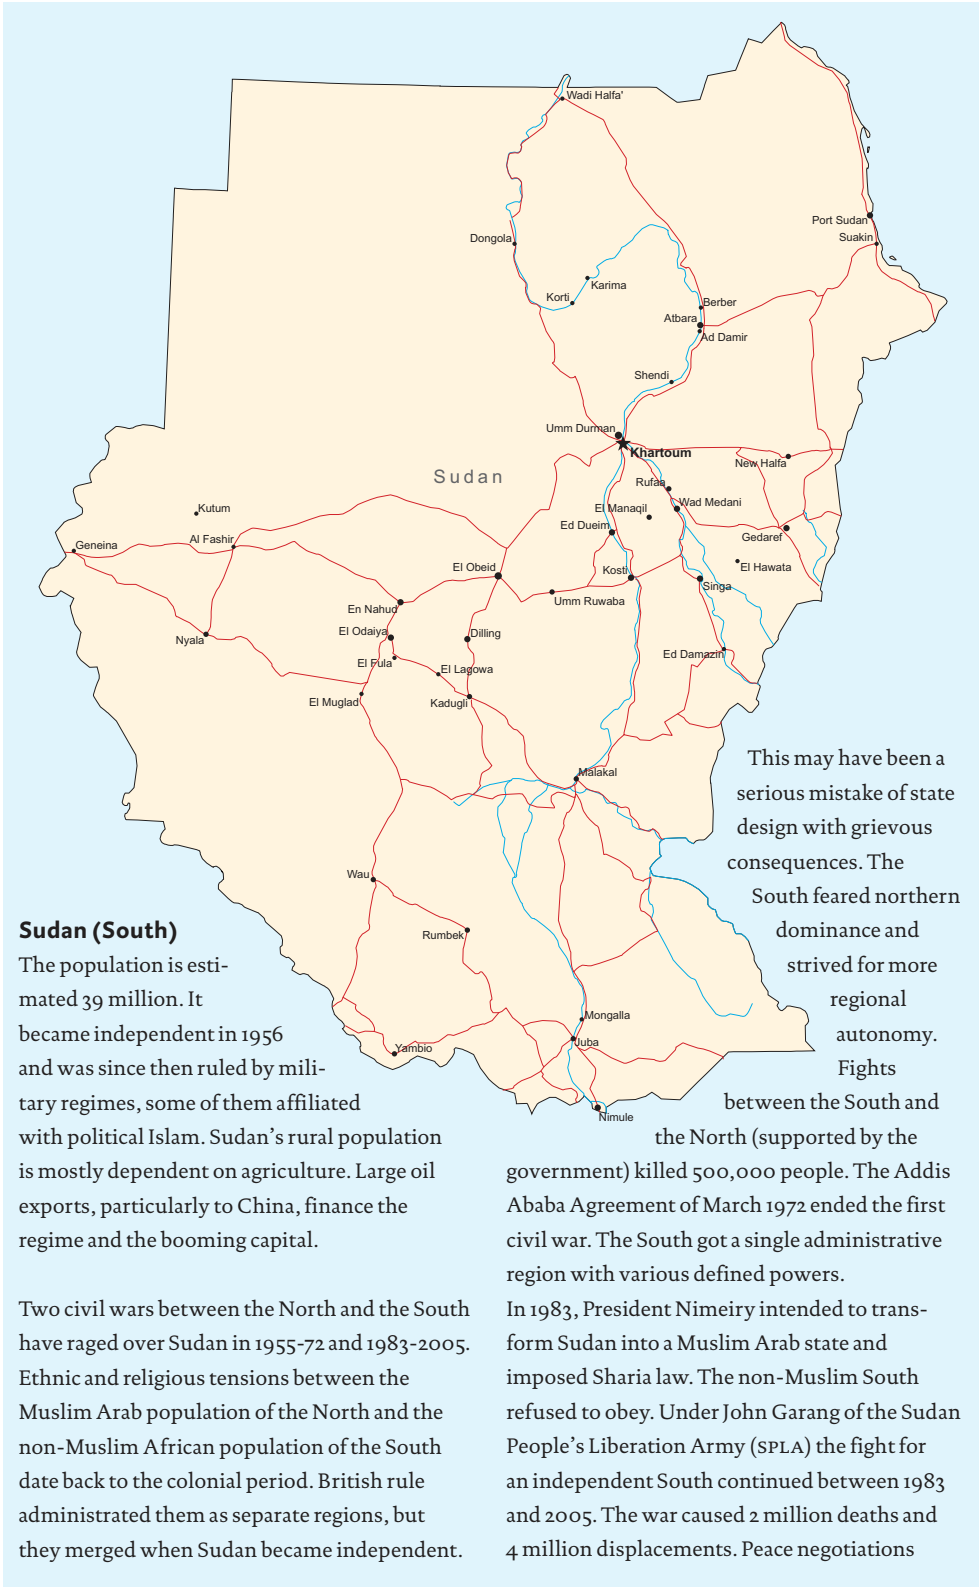 Wadi Halfa'
Port Sudan
Suakin
Dongola
Karima
Korti
Berber
Atbara
Ad Damir
Shendi
Umm Durman
Khartoum
New Halfa
Sudan
Rufaa
Wad Medani
Kutum
El Manaqil
Ed Dueim
Gedaref
Geneina
Al Fashir
El Hawata
El Obeid
Kosti
Singa
Umm Ruwaba
En Nahud
El Odaiya
Dilling
Nyala
Ed Damazin
El Fula
El Lagowa
El Muglad
Kadugli
Malakal
Wau
Rumbek
Mongalla
Juba
Yambio
Nimule
Sudan (South)
The population is esti-
mated 39 million. It
became independent in 1956
and was since then ruled by mili-
tary regimes, some of them affiliated
with political Islam. Sudan's rural population
is mostly dependent on agriculture. Large oil
exports, particularly to China, finance the
regime and the booming capital.
Two civil wars between the North and the South
have raged over Sudan in 1955-72 and 1983-2005.
Ethnic and religious tensions between the
Muslim Arab population of the North and the
non-Muslim African population of the South
date back to the colonial period. British rule
administrated them as separate regions, but
they merged when Sudan became independent.
This may have been a
serious mistake of state
design with grievous
consequences. The
South feared northern
dominance and
strived for more
regional
autonomy.
Fights
between the South and
the North (supported by the
government) killed 500,000 people. The Addis
Ababa Agreement of March 1972 ended the first
civil war. The South got a single administrative
region with various defined powers.
In 1983, President Nimeiry intended to trans-
form Sudan into a Muslim Arab state and
imposed Sharia law. The non-Muslim South
refused to obey. Under John Garang of the Sudan
People's Liberation Army (SPLA) the fight for
an independent South continued between 1983
and 2005. The war caused 2 million deaths and
4 million displacements. Peace negotiations